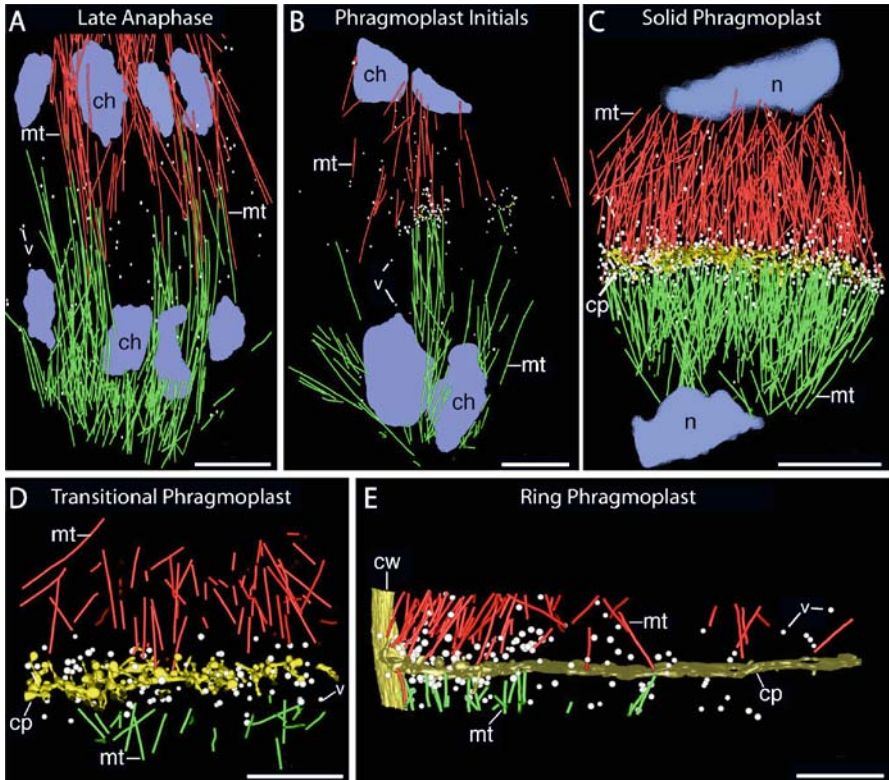 A Late Anaphase
ch
mt
mt
v
ch
B Phragmoplast Initials
ch
mt
v
mt
ch
C Solid Phragmoplast
n
mt
v
cp
mt
n
D Transitional Phragmoplast
mt
v
cp
mt
E Ring Phragmoplast
cw
mt
v
cp
mt